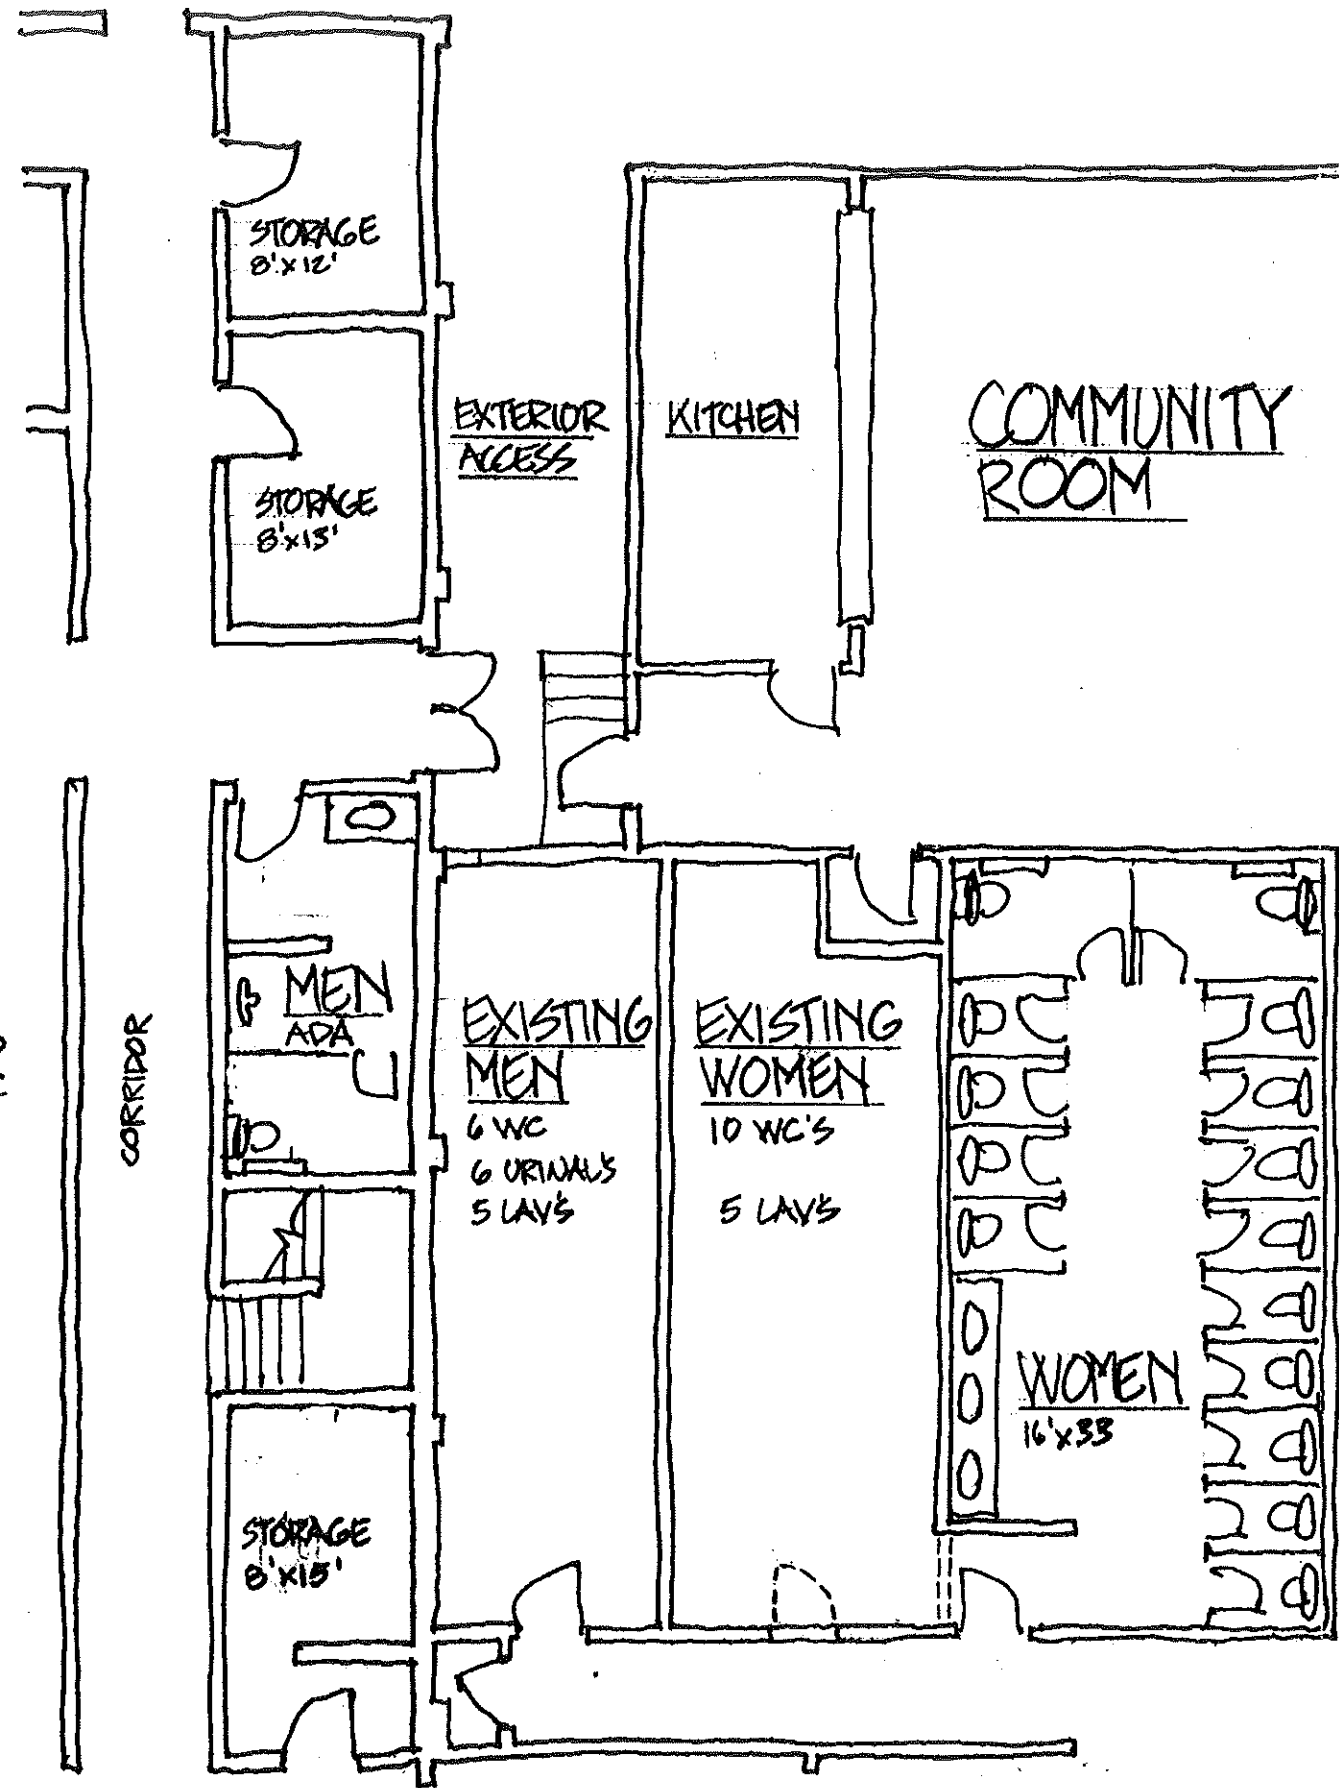 STORAGE
8'x12'
STORAGE
8'x13'
EXTERIOR
ACCESS
KITCHEN
COMMUNITY
ROOM
CORRIDOR
MEN
ADA
EXISTING
MEN
6 WC
6 URINAL'S
5 LAV'S
EXISTING
WOMEN
10 WC'S
5 LAV'S
WOMEN
16'x33
STORAGE
8'x15'